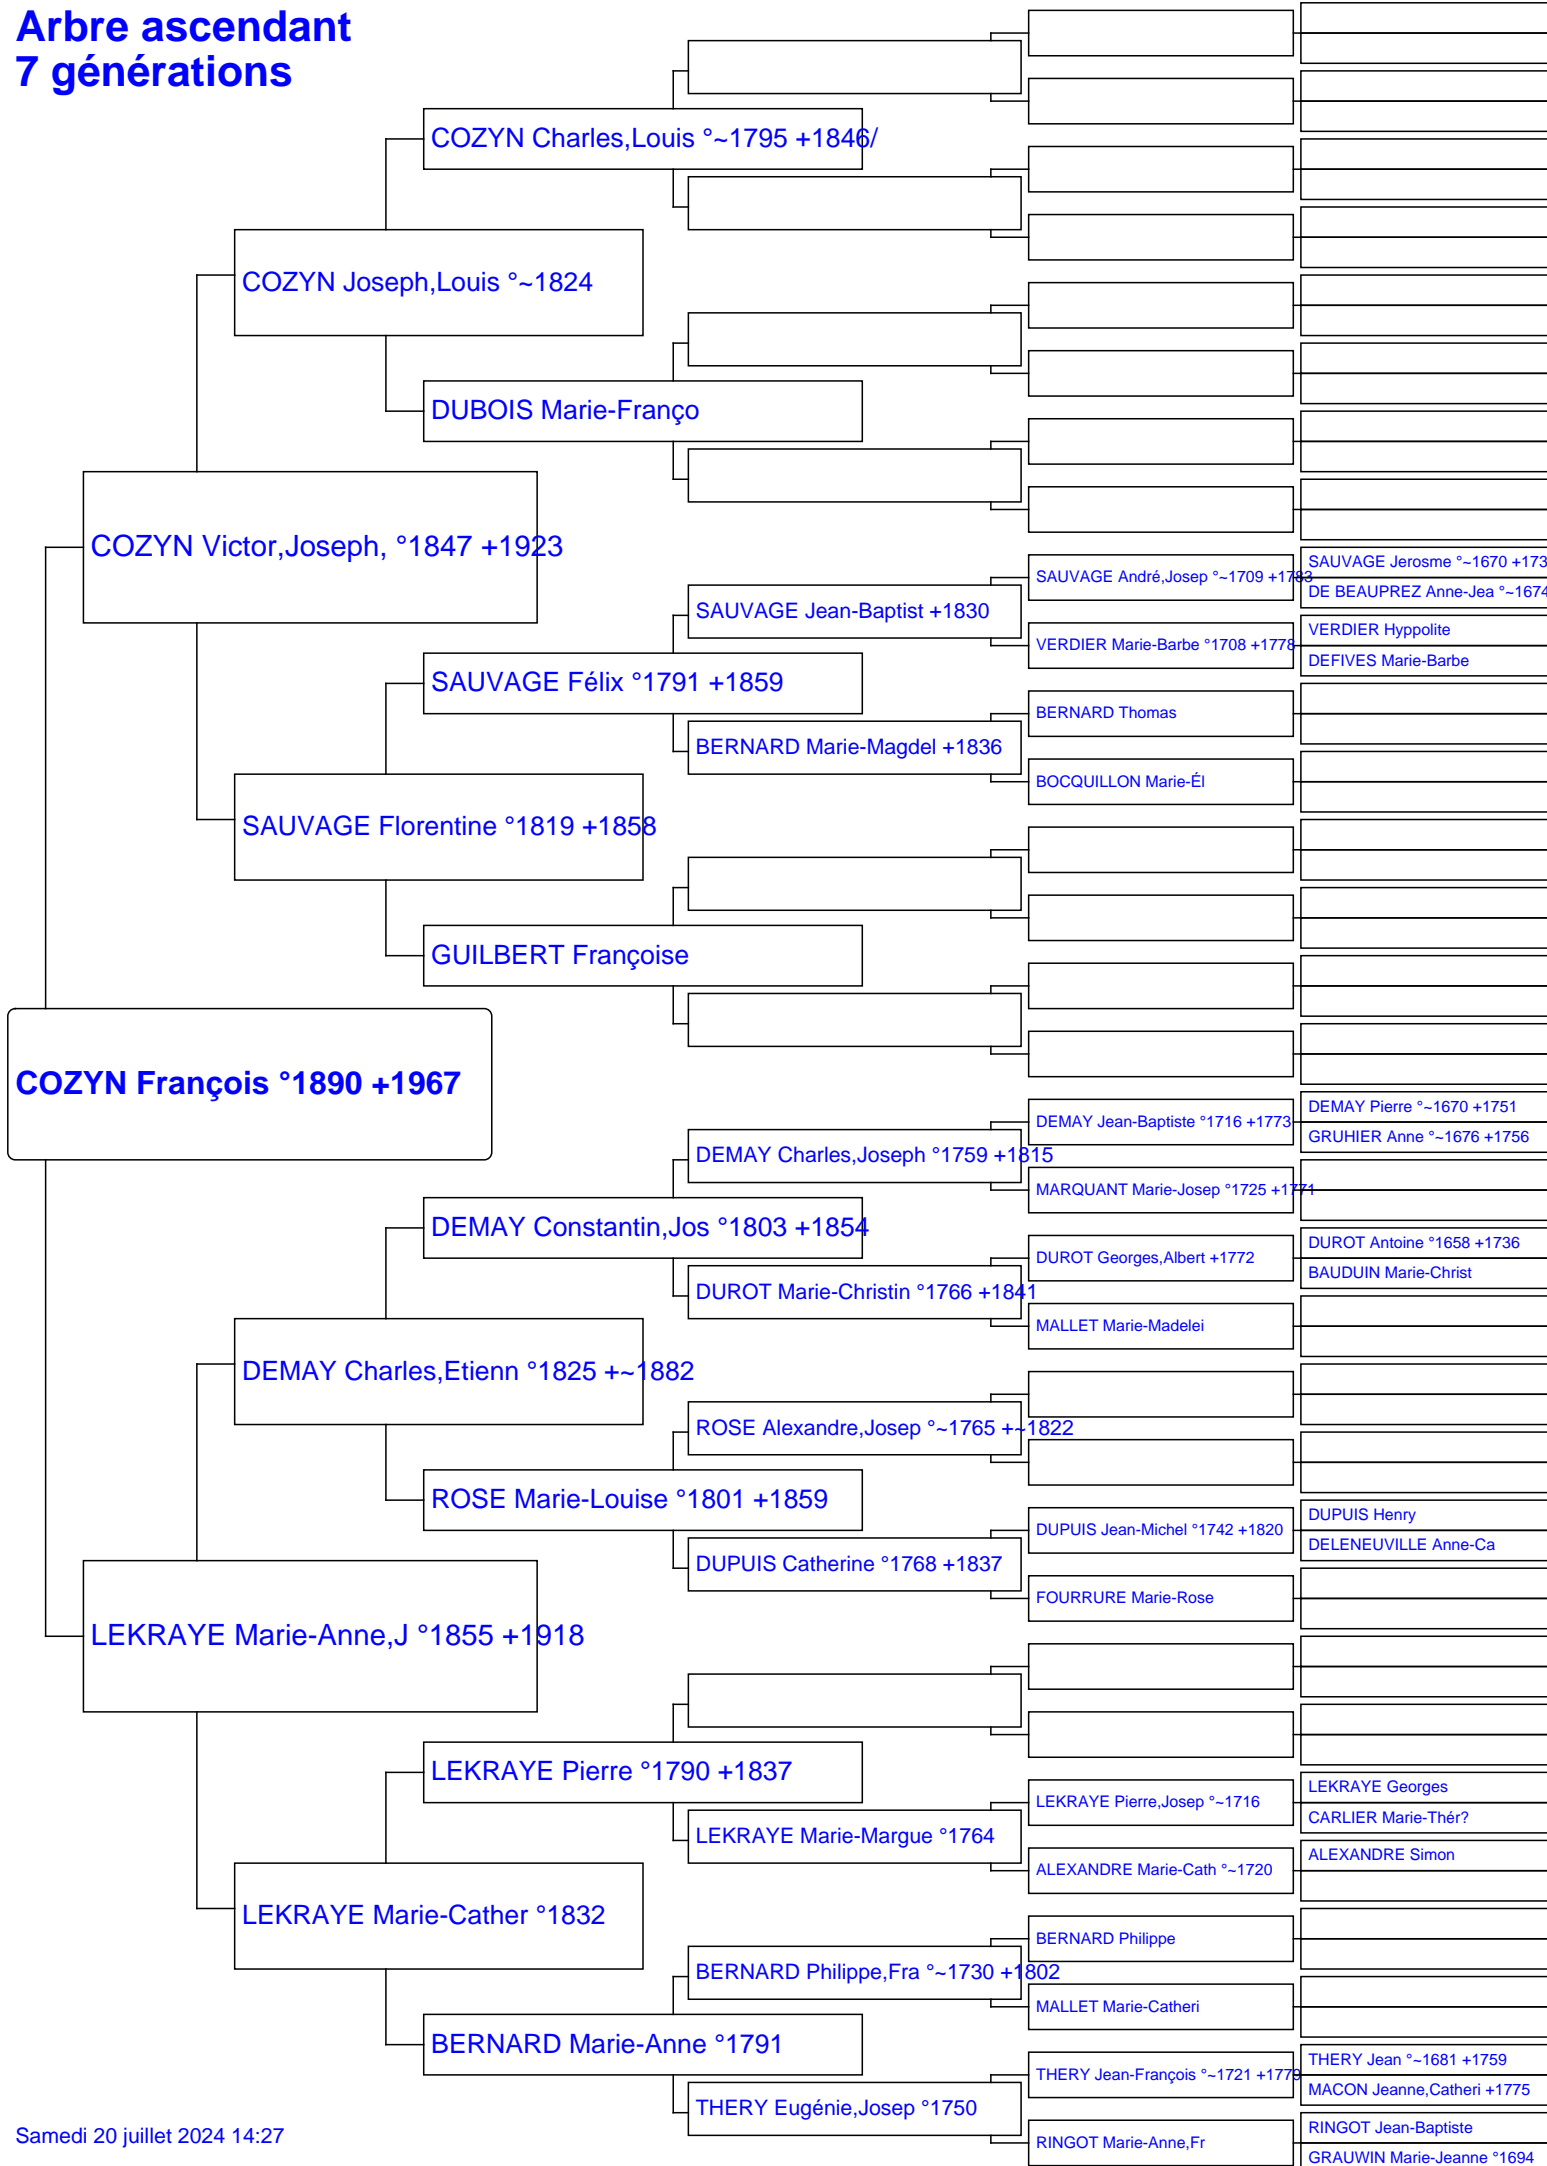 Arbre ascendant
7 générations
COZYN Charles,Louis °~1795 +1846/
COZYN Joseph,Louis °~1824
DUBOIS Marie-Franço
COZYN Victor,Joseph, °1847 +1923
SAUVAGE Jerosme °~1670 +173
SAUVAGE André,Josep °~1709 +1783
DE BEAUPREZ Anne-Jea °~1674
SAUVAGE Jean-Baptist +1830
VERDIER Hyppolite
VERDIER Marie-Barbe °1708 +1778
DEFIVES Marie-Barbe
SAUVAGE Félix °1791 +1859
BERNARD Thomas
BERNARD Marie-Magdel +1836
BOCQUILLON Marie-Él
SAUVAGE Florentine °1819 +1858
GUILBERT Françoise
COZYN François °1890 +1967
DEMAY Pierre °~1670 +1751
DEMAY Jean-Baptiste °1716 +1773
GRUHIER Anne °~1676 +1756
DEMAY Charles,Joseph °1759 +1815
MARQUANT Marie-Josep °1725 +1771
DEMAY Constantin,Jos °1803 +1854
DUROT Antoine °1658 +1736
DUROT Georges,Albert +1772
BAUDUIN Marie-Christ
DUROT Marie-Christin °1766 +1841
MALLET Marie-Madelei
DEMAY Charles,Etienn °1825 +~1882
ROSE Alexandre,Josep °~1765 +~1822
ROSE Marie-Louise °1801 +1859
DUPUIS Henry
DUPUIS Jean-Michel °1742 +1820
DELENEUVILLE Anne-Ca
DUPUIS Catherine °1768 +1837
FOURRURE Marie-Rose
LEKRAYE Marie-Anne,J °1855 +1918
LEKRAYE Pierre °1790 +1837
LEKRAYE Georges
LEKRAYE Pierre,Josep °~1716
CARLIER Marie-Thér?
LEKRAYE Marie-Margue °1764
ALEXANDRE Simon
ALEXANDRE Marie-Cath °~1720
LEKRAYE Marie-Cather °1832
BERNARD Philippe
BERNARD Philippe,Fra °~1730 +1802
MALLET Marie-Catheri
BERNARD Marie-Anne °1791
THERY Jean °~1681 +1759
THERY Jean-François °~1721 +1779
MACON Jeanne,Catheri +1775
THERY Eugénie,Josep °1750
RINGOT Jean-Baptiste
RINGOT Marie-Anne,Fr
GRAUWIN Marie-Jeanne °1694
Samedi 20 juillet 2024 14:27